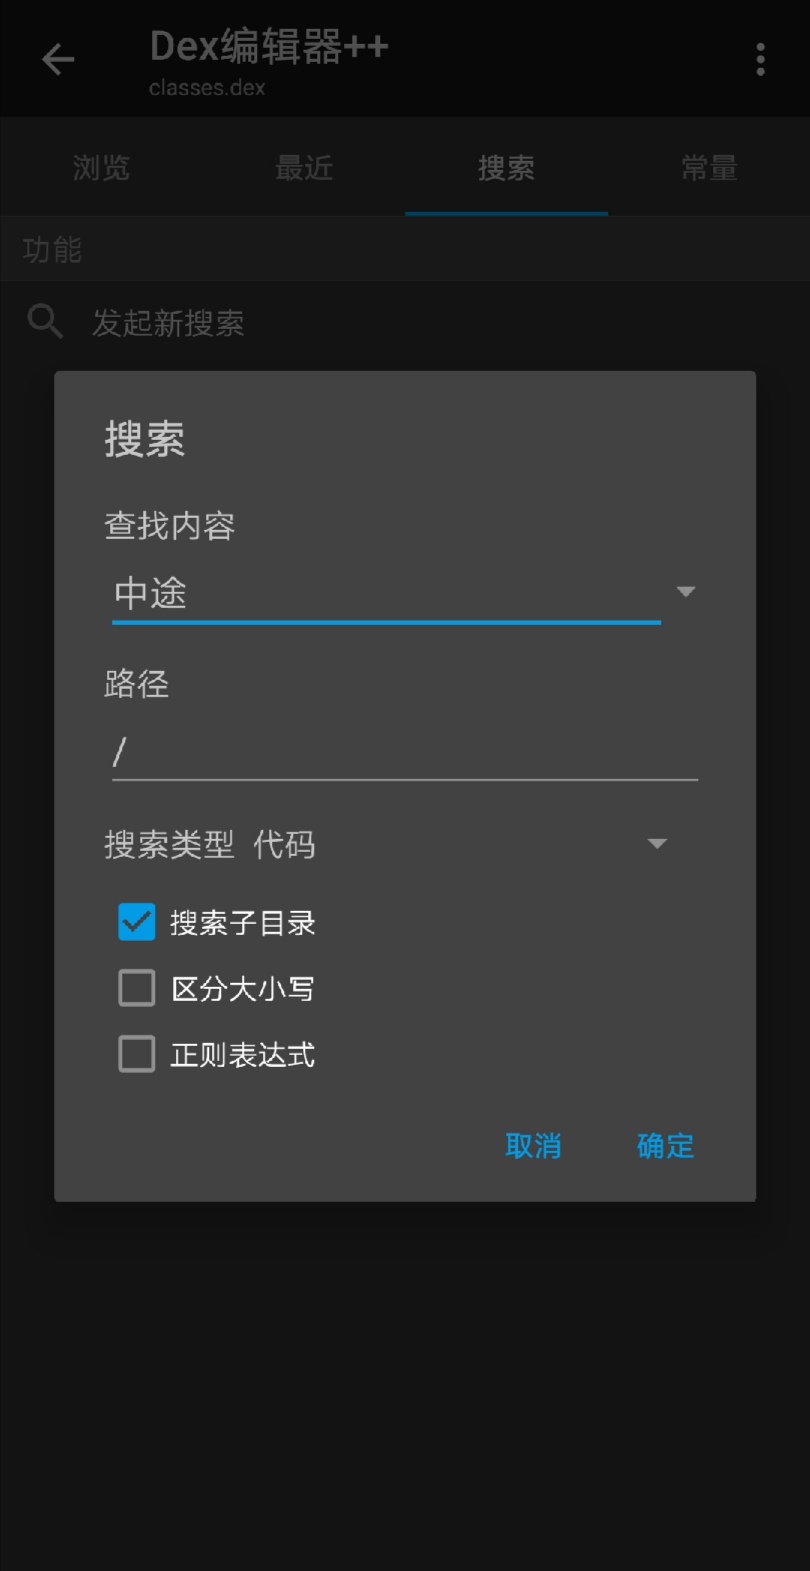 Dex编辑器++
classes.dex
浏览 最近 搜索 常量
功能
发起新搜索
搜索
查找内容
中途
路径
/
搜索类型 代码
搜索子目录
区分大小写
正则表达式
取消 确定